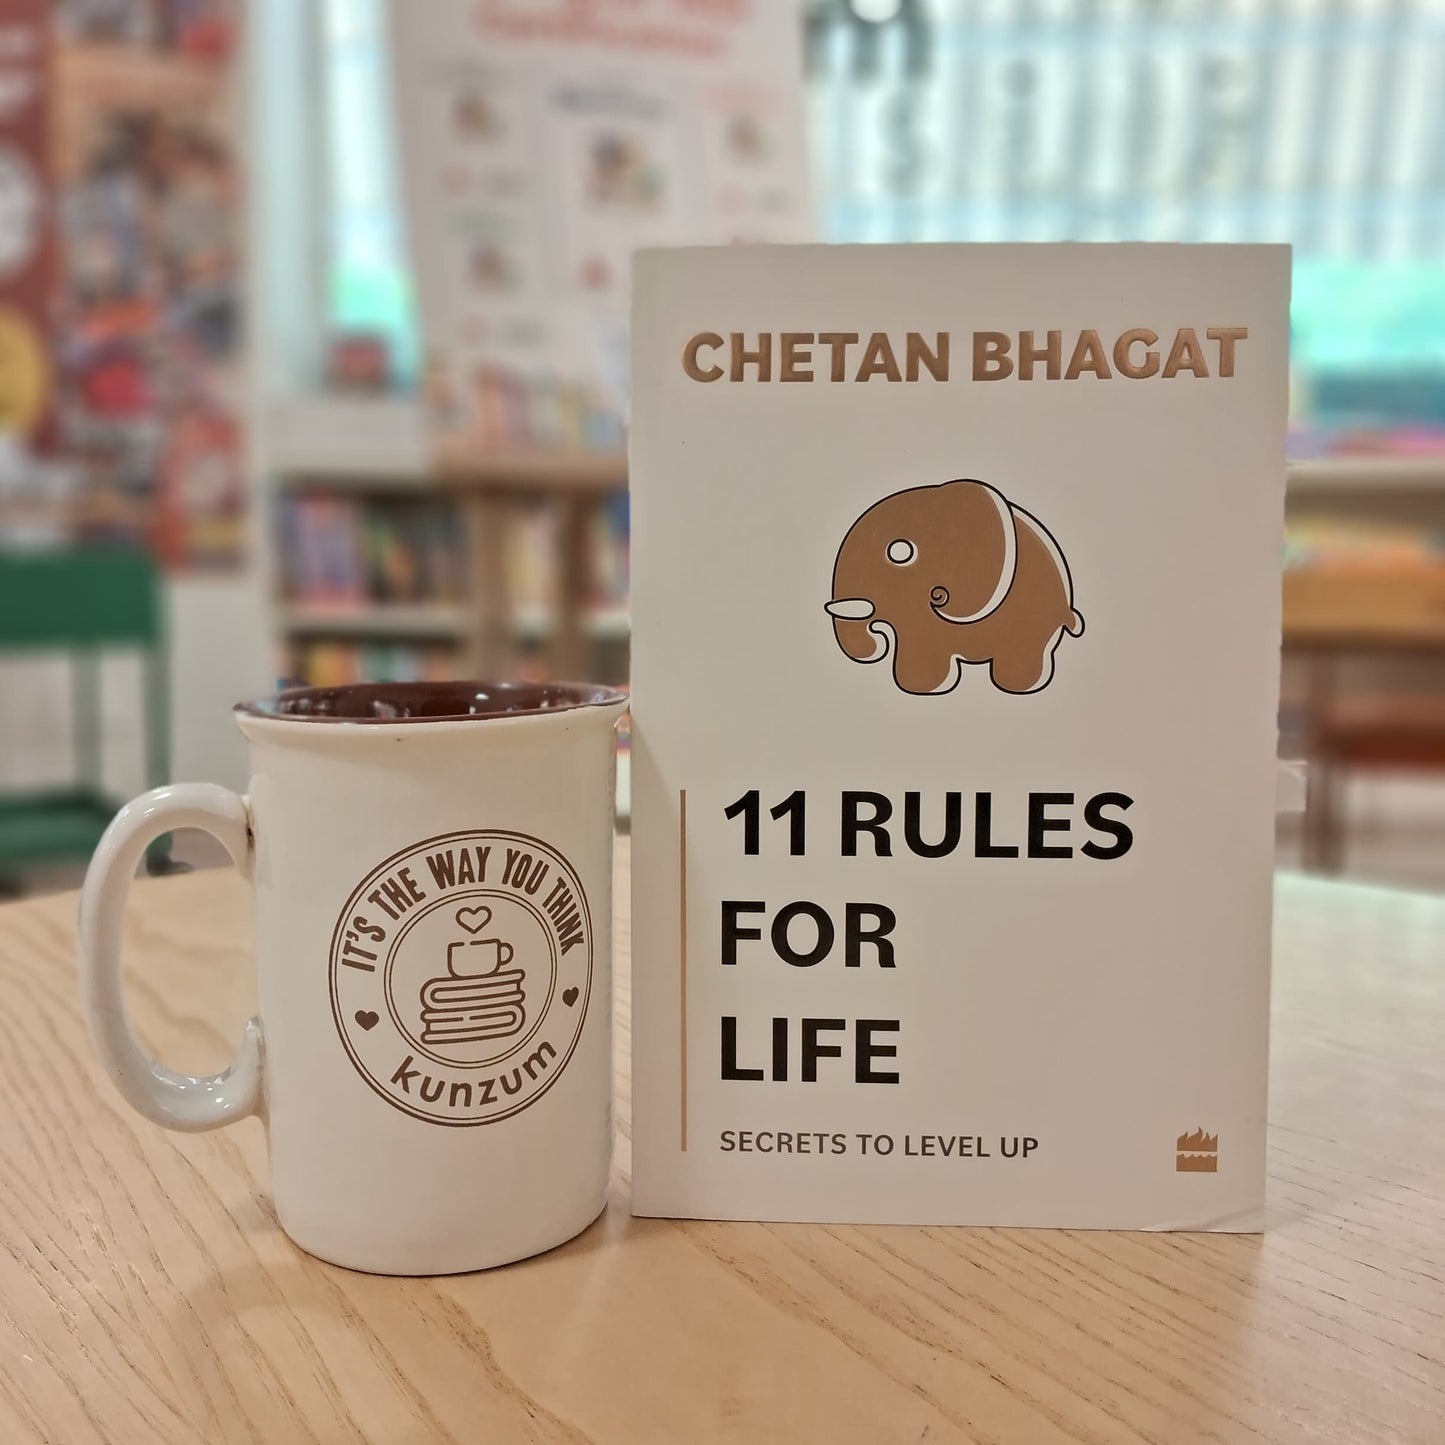 CHETAN BHAGAT
11 RULES
FOR
LIFE
SECRETS TO LEVEL UP
IT'S THE WAY YOU THINK
kunzum